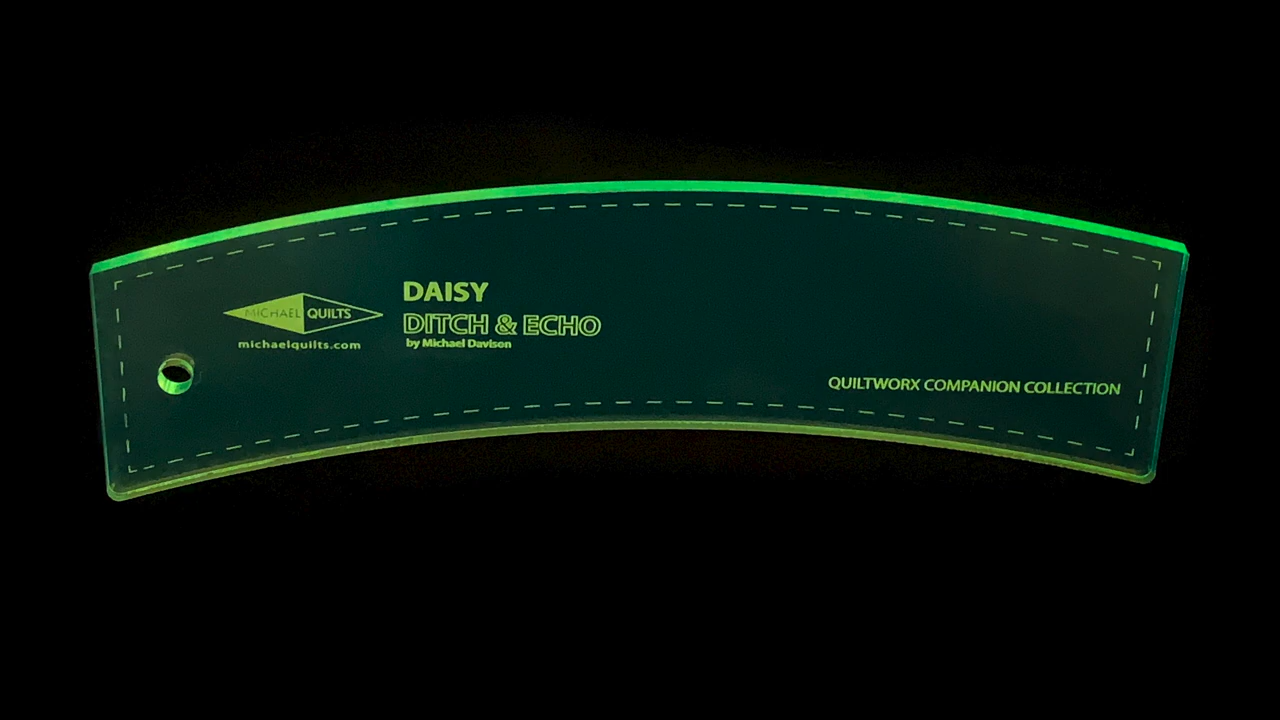 MICHAEL QUILTS
michaelquilts.com
DAISY
DITCH & ECHO
by Michael Davison
QUILTWORX COMPANION COLLECTION